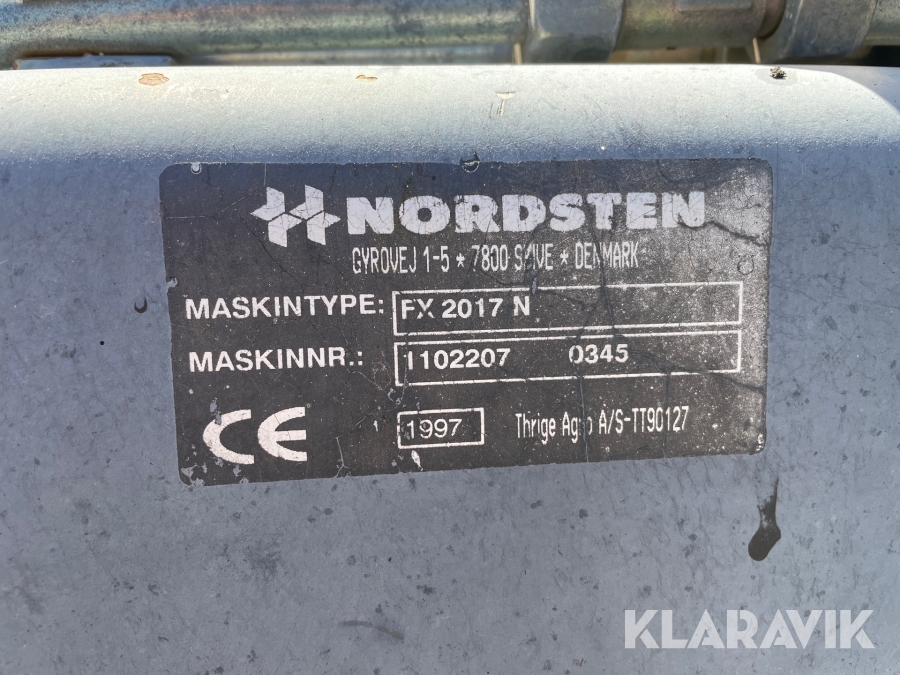 NORDSTEN
GYROVEJ 1-5 * 7800 SKIVE * DENMARK
MASKINTYPE: FX 2017 N
MASKINNR.: 1102207 0345
CE 1997 Thrige Agro A/S-TT90127
KLARAVIK